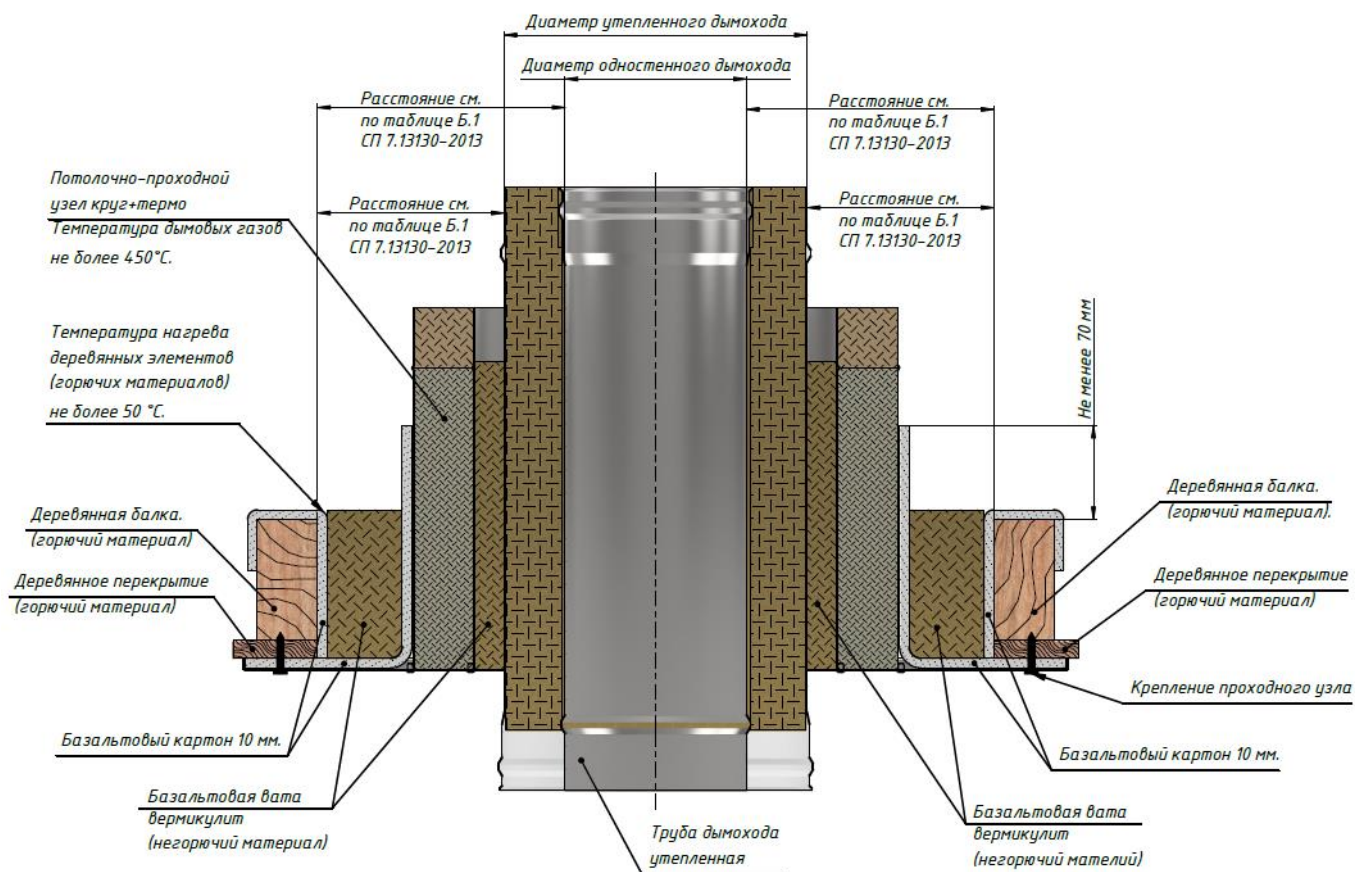 Диаметр утепленного дымохода
Диаметр одностенного дымохода
Расстояние см.
по таблице Б.1
СП 7.13130-2013
Расстояние см.
по таблице Б.1
СП 7.13130-2013
Потолочно-проходной
узел круг+термо
Температура дымовых газов
не более 450°С.
Расстояние см.
по таблице Б.1
СП 7.13130-2013
Расстояние см.
по таблице Б.1
СП 7.13130-2013
Температура нагрева
деревянных элементов
(горючих материалов)
не более 50 °С.
Не менее 70 мм
Деревянная балка.
(горючий материал)
Деревянное перекрытие
(горючий материал)
Деревянная балка.
(горючий материал).
Деревянное перекрытие
(горючий материал)
Крепление проходного узла
Базальтовый картон 10 мм.
Базальтовый картон 10 мм.
Базальтовая вата
вермикулит
(негорючий материал)
Труба дымохода
утепленная
Базальтовая вата
вермикулит
(негорючий мателий)